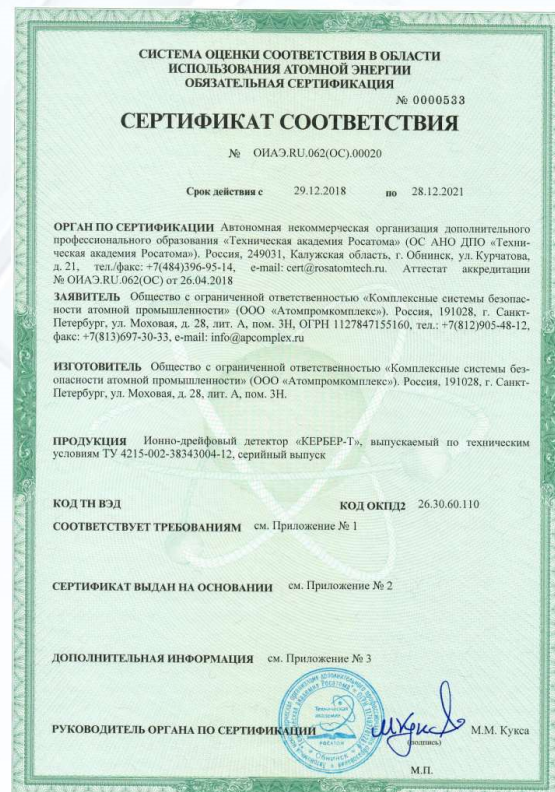 СИСТЕМА ОЦЕНКИ СООТВЕТСТВИЯ В ОБЛАСТИ
ИСПОЛЬЗОВАНИЯ АТОМНОЙ ЭНЕРГИИ
ОБЯЗАТЕЛЬНАЯ СЕРТИФИКАЦИЯ
№ 0000533
СЕРТИФИКАТ СООТВЕТСТВИЯ
№ ОИАЭ.RU.062(ОС).00020
Срок действия с 29.12.2018 по 28.12.2021
ОРГАН ПО СЕРТИФИКАЦИИ Автономная некоммерческая организация дополнительного
профессионального образования «Техническая академия Росатома» (ОС АНО ДПО «Техни-
ческая академия Росатома»). Россия, 249031, Калужская область, г. Обнинск, ул. Курчатова,
д. 21, тел./факс: +7(484)396-95-14, e-mail: cert@rosatomtech.ru. Аттестат аккредитации
№ ОИАЭ.RU.062(ОС) от 26.04.2018
ЗАЯВИТЕЛЬ Общество с ограниченной ответственностью «Комплексные системы безопас-
ности атомной промышленности» (ООО «Атомпромкомплекс»). Россия, 191028, г. Санкт-
Петербург, ул. Моховая, д. 28, лит. А, пом. 3Н, ОГРН 1127847155160, тел.: +7(812)905-48-12,
факс: +7(813)697-30-33, e-mail: info@apcomplex.ru
ИЗГОТОВИТЕЛЬ Общество с ограниченной ответственностью «Комплексные системы без-
опасности атомной промышленности» (ООО «Атомпромкомплекс»). Россия, 191028, г. Санкт-
Петербург, ул. Моховая, д. 28, лит. А, пом. 3Н.
ПРОДУКЦИЯ Ионно-дрейфовый детектор «КЕРБЕР-Т», выпускаемый по техническим
условиям ТУ 4215-002-38343004-12, серийный выпуск
КОД ТН ВЭД КОД ОКПД2 26.30.60.110
СООТВЕТСТВУЕТ ТРЕБОВАНИЯМ см. Приложение № 1
СЕРТИФИКАТ ВЫДАН НА ОСНОВАНИИ см. Приложение № 2
ДОПОЛНИТЕЛЬНАЯ ИНФОРМАЦИЯ см. Приложение № 3
РУКОВОДИТЕЛЬ ОРГАНА ПО СЕРТИФИКАЦИИ М.М. Кукса
(подпись)
М.П.
Техническая
академия
РОСАТОМ